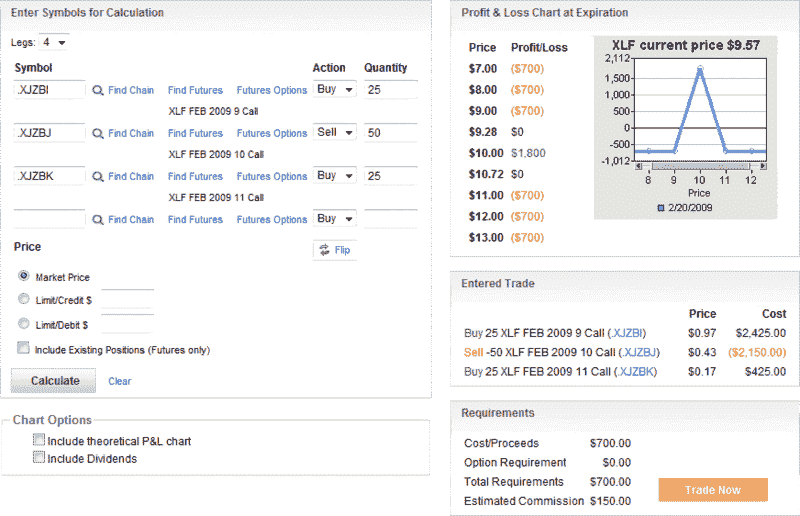 Enter Symbols for Calculation
Legs: 4
Symbol Action Quantity
.XJZBI Find Chain Find Futures Futures Options Buy 25
XLF FEB 2009 9 Call
.XJZBJ Find Chain Find Futures Futures Options Sell 50
XLF FEB 2009 10 Call
.XJZBK Find Chain Find Futures Futures Options Buy 25
XLF FEB 2009 11 Call
Find Chain Find Futures Futures Options Buy
Price
Flip
Market Price
Limit/Credit $
Limit/Debit $
Include Existing Positions (Futures only)
Calculate Clear
Chart Options
Include theoretical P&L chart
Include Dividends
Profit & Loss Chart at Expiration
Price Profit/Loss
$7.00 ($700)
$8.00 ($700)
$9.00 ($700)
$9.28 $0
$10.00 $1,800
$10.72 $0
$11.00 ($700)
$12.00 ($700)
$13.00 ($700)
XLF current price $9.57
2,112
1,500
1,000
500
0
-500
-1,012
8 9 10 11 12
Price
2/20/2009
Entered Trade
Price Cost
Buy 25 XLF FEB 2009 9 Call (.XJZBI) $0.97 $2,425.00
Sell -50 XLF FEB 2009 10 Call (.XJZBJ) $0.43 ($2,150.00)
Buy 25 XLF FEB 2009 11 Call (.XJZBK) $0.17 $425.00
Requirements
Cost/Proceeds $700.00
Option Requirement $0.00
Total Requirements $700.00
Estimated Commission $150.00
Trade Now